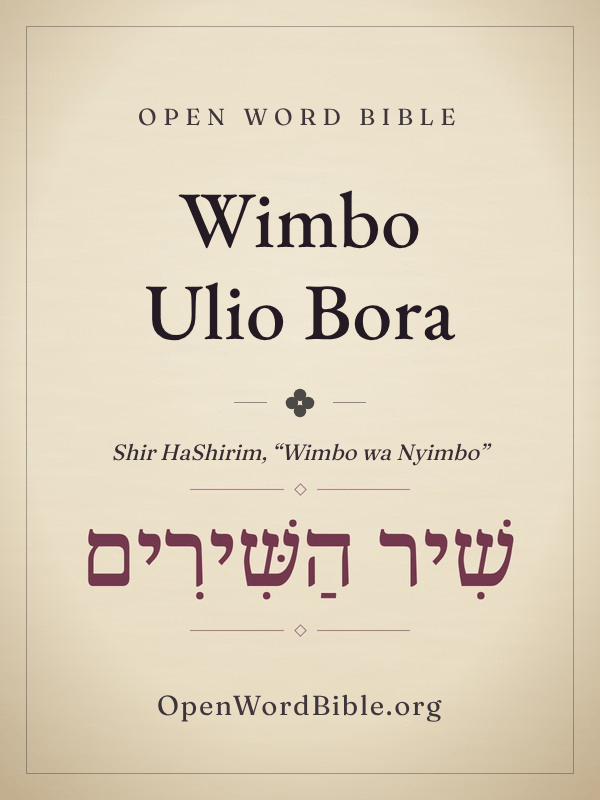 OPEN WORD BIBLE
Wimbo
Ulio Bora
Shir HaShirim, “Wimbo wa Nyimbo”
שִׁיר הַשִּׁירִים
OpenWordBible.org